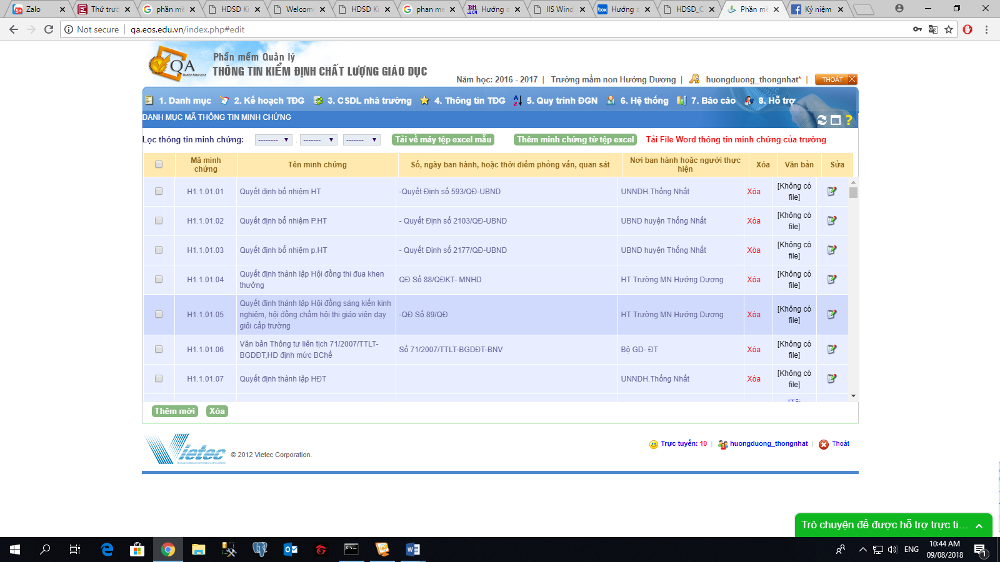 Zalo
Thứ trưở
phần mề
HDSD Ki
Welcome
HDSD Ki
phan me
Hướng d
IIS Wind
Hướng d
HDSD_C
Phần mề
Kỷ niệm
Not secure
qa.eos.edu.vn/index.php#edit
QA
Quality Assurance
Phần mềm Quản lý
THÔNG TIN KIỂM ĐỊNH CHẤT LƯỢNG GIÁO DỤC
Năm học: 2016 - 2017 | Trường mầm non Hướng Dương | huongduong_thongnhat* | THOÁT
1. Danh mục 2. Kế hoạch TĐG 3. CSDL nhà trường 4. Thông tin TĐG 5. Quy trình ĐGN 6. Hệ thống 7. Báo cáo 8. Hỗ trợ
DANH MỤC MÃ THÔNG TIN MINH CHỨNG
Lọc thông tin minh chứng: -------- . ------- ------- Tải về máy tệp excel mẫu Thêm minh chứng từ tệp excel Tải File Word thông tin minh chứng của trường
Mã minh
chứng
Tên minh chứng
Số, ngày ban hành, hoặc thời điểm phỏng vấn, quan sát
Nơi ban hành hoặc người thực
hiện
Xóa
Văn bản
Sửa
H1.1.01.01
Quyết định bổ nhiệm HT
-Quyết Định số 593/QĐ-UBND
UNNDH.Thống Nhất
Xóa
[Không có
file]
H1.1.01.02
Quyết định bổ nhiệm P.HT
- Quyết Định số 2103/QĐ-UBND
UBND huyện Thống Nhất
Xóa
[Không có
file]
H1.1.01.03
Quyết định bổ nhiệm p.HT
- Quyết Định số 2177/QĐ-UBND
UBND huyện Thống Nhất
Xóa
[Không có
file]
H1.1.01.04
Quyết định thành lập Hội đồng thi đua khen
thưởng
QĐ Số 88/QĐKT- MNHD
HT Trường MN Hướng Dương
Xóa
[Không có
file]
H1.1.01.05
Quyết định thành lập Hội đồng sáng kiến kinh
nghiệm, hội đồng chấm hội thi giáo viên dạy
giỏi cấp trường
-QĐ Số 89/QĐ
HT Trường MN Hướng Dương
Xóa
[Không có
file]
H1.1.01.06
Văn bản Thông tư liên tịch 71/2007/TTLT-
BGDĐT,HD định mức BChế
Số 71/2007/TTLT-BGDĐT-BNV
Bộ GD- ĐT
Xóa
[Không có
file]
H1.1.01.07
Quyết định thành lập HĐT
UNNDH.Thống Nhất
Xóa
[Không có
file]
[Tải
Thêm mới Xóa
Vietec
© 2012 Vietec Corporation.
Trực tuyến: 10 | huongduong_thongnhat | Thoát
Trò chuyện để được hỗ trợ trực ti...
ENG
10:44 AM
09/08/2018
1